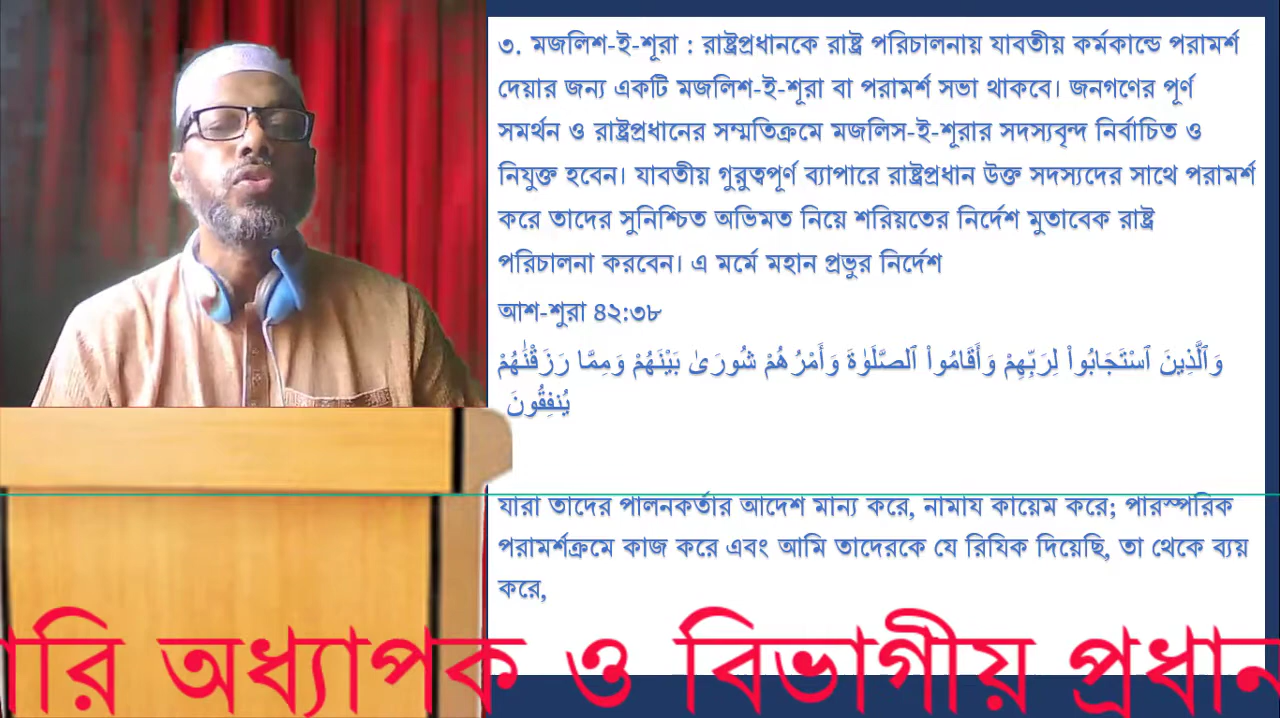 ৩. মজলিশ-ই-শূরা : রাষ্ট্রপ্রধানকে রাষ্ট্র পরিচালনায় যাবতীয় কর্মকান্ডে পরামর্শ
দেয়ার জন্য একটি মজলিশ-ই-শূরা বা পরামর্শ সভা থাকবে। জনগণের পূর্ণ
সমর্থন ও রাষ্ট্রপ্রধানের সম্মতিক্রমে মজলিস-ই-শূরার সদস্যবৃন্দ নির্বাচিত ও
নিযুক্ত হবেন। যাবতীয় গুরুত্বপূর্ণ ব্যাপারে রাষ্ট্রপ্রধান উক্ত সদস্যদের সাথে পরামর্শ
করে তাদের সুনিশ্চিত অভিমত নিয়ে শরিয়তের নির্দেশ মুতাবেক রাষ্ট্র
পরিচালনা করবেন। এ মর্মে মহান প্রভুর নির্দেশ
আশ-শুরা ৪২:৩৮
وَٱلَّذِينَ ٱسْتَجَابُوا۟ لِرَبِّهِمْ وَأَقَامُوا۟ ٱلصَّلَوٰةَ وَأَمْرُهُمْ شُورَىٰ بَيْنَهُمْ وَمِمَّا رَزَقْنَٰهُمْ
يُنفِقُونَ
যারা তাদের পালনকর্তার আদেশ মান্য করে, নামায কায়েম করে; পারস্পরিক
পরামর্শক্রমে কাজ করে এবং আমি তাদেরকে যে রিযিক দিয়েছি, তা থেকে ব্যয়
করে,
ারি অধ্যাপক ও বিভাগীয় প্রধান